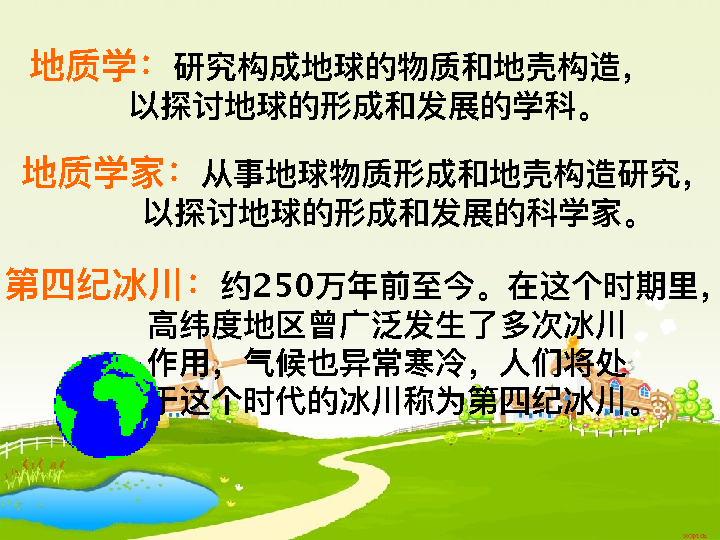 地质学：研究构成地球的物质和地壳构造，
以探讨地球的形成和发展的学科。
地质学家：从事地球物质形成和地壳构造研究，
以探讨地球的形成和发展的科学家。
第四纪冰川：约250万年前至今。在这个时期里，
高纬度地区曾广泛发生了多次冰川
作用，气候也异常寒冷，人们将处
于这个时代的冰川称为第四纪冰川。